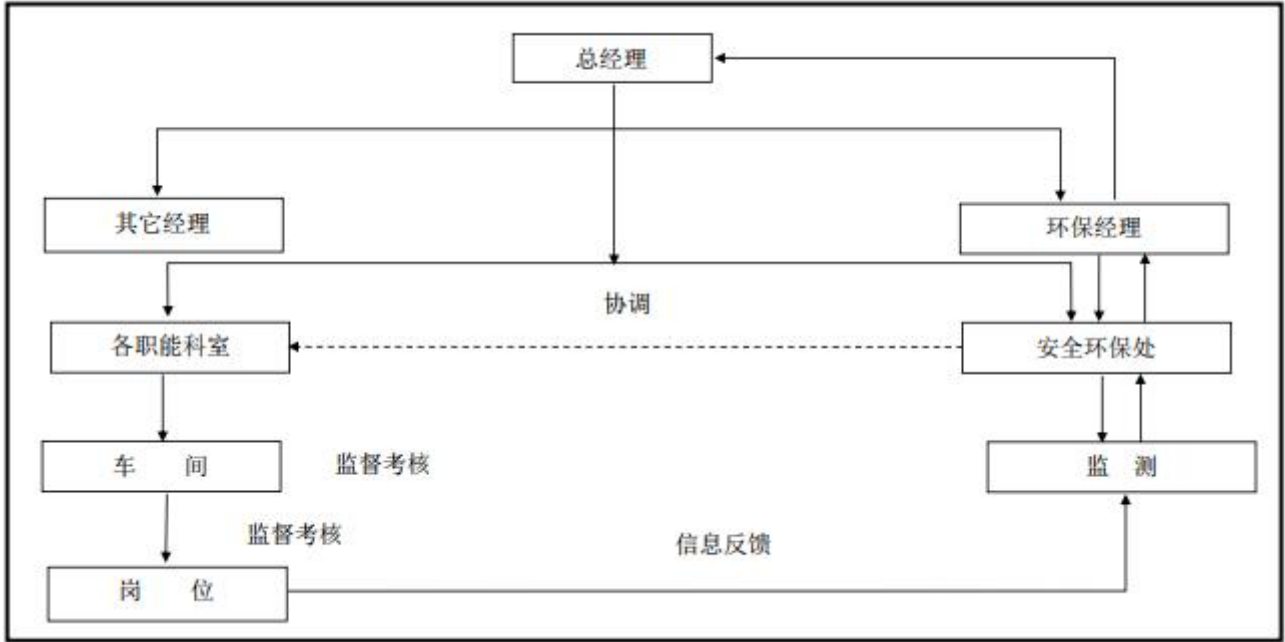 总经理
其它经理
环保经理
协调
各职能科室
安全环保处
车 间
监督考核
监 测
监督考核
信息反馈
岗 位